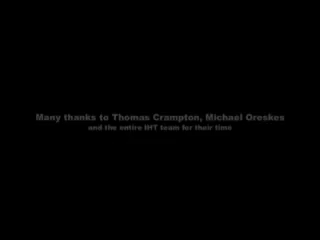 Many thanks to Thomas Crampton, Michael Oreskes
and the entire IHT team for their time